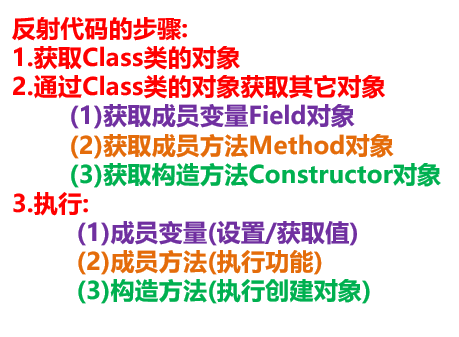 反射代码的步骤:
1.获取Class类的对象
2.通过Class类的对象获取其它对象
(1)获取成员变量Field对象
(2)获取成员方法Method对象
(3)获取构造方法Constructor对象
3.执行:
(1)成员变量(设置/获取值)
(2)成员方法(执行功能)
(3)构造方法(执行创建对象)